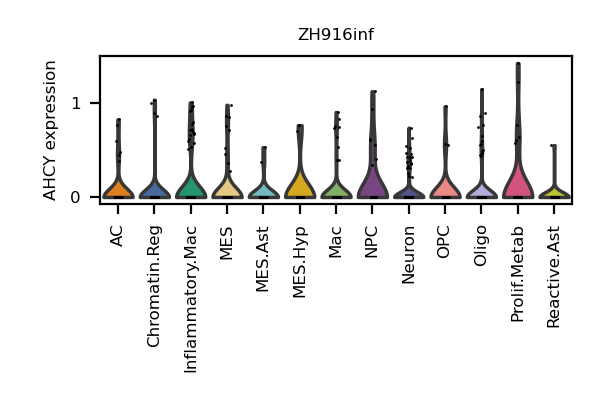 ZH916inf
AHCY expression
1
0
AC
Chromatin.Reg
Inflammatory.Mac
MES
MES.Ast
MES.Hyp
Mac
NPC
Neuron
OPC
Oligo
Prolif.Metab
Reactive.Ast